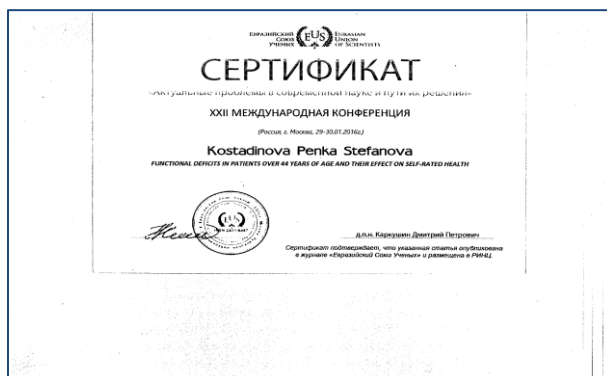 ЕВРАЗИЙСКИЙ
СОЮЗ
УЧЕНЫХ
EUS
EURASIAN
UNION
OF SCIENTISTS
СЕРТИФИКАТ
«Актуальные проблемы в современной науке и пути их решения»
XXII МЕЖДУНАРОДНАЯ КОНФЕРЕНЦИЯ
(Россия, г. Москва, 29-30.01.2016г.)
Kostadinova Penka Stefanova
FUNCTIONAL DEFICITS IN PATIENTS OVER 44 YEARS OF AGE AND THEIR EFFECT ON SELF-RATED HEALTH
EUS
д.п.н. Каркушин Дмитрий Петрович
Сертификат подтверждает, что указанная статья опубликована
в журнале «Евразийский Союз Ученых» и размещена в РИНЦ.